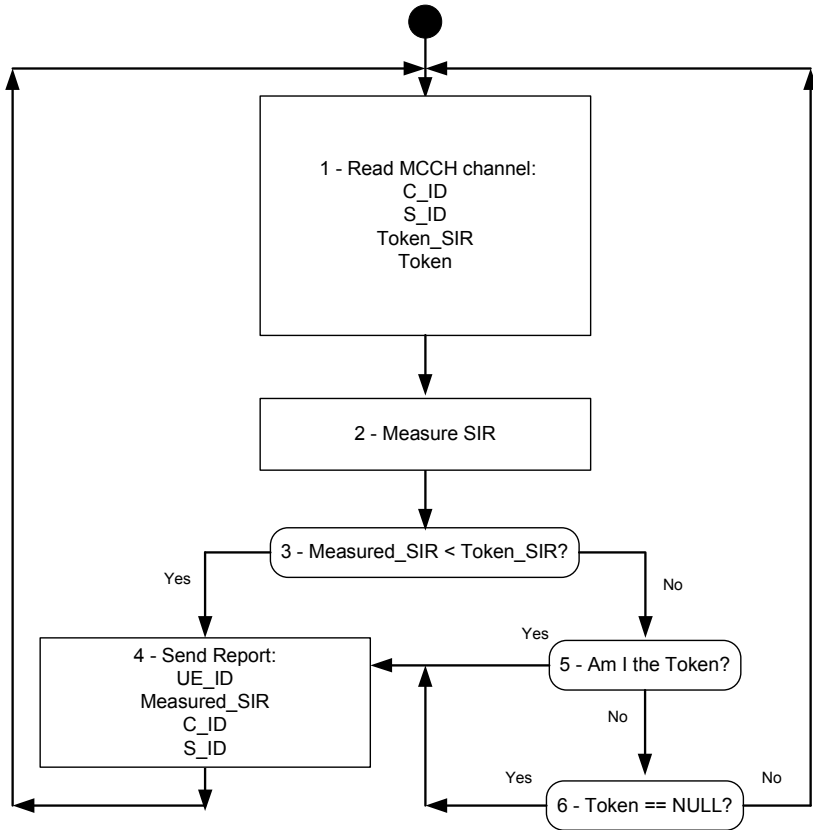 1 - Read MCCH channel:
C_ID
S_ID
Token_SIR
Token
2 - Measure SIR
3 - Measured_SIR < Token_SIR?
Yes
No
4 - Send Report:
UE_ID
Measured_SIR
C_ID
S_ID
Yes
5 - Am I the Token?
No
Yes
6 - Token == NULL?
No